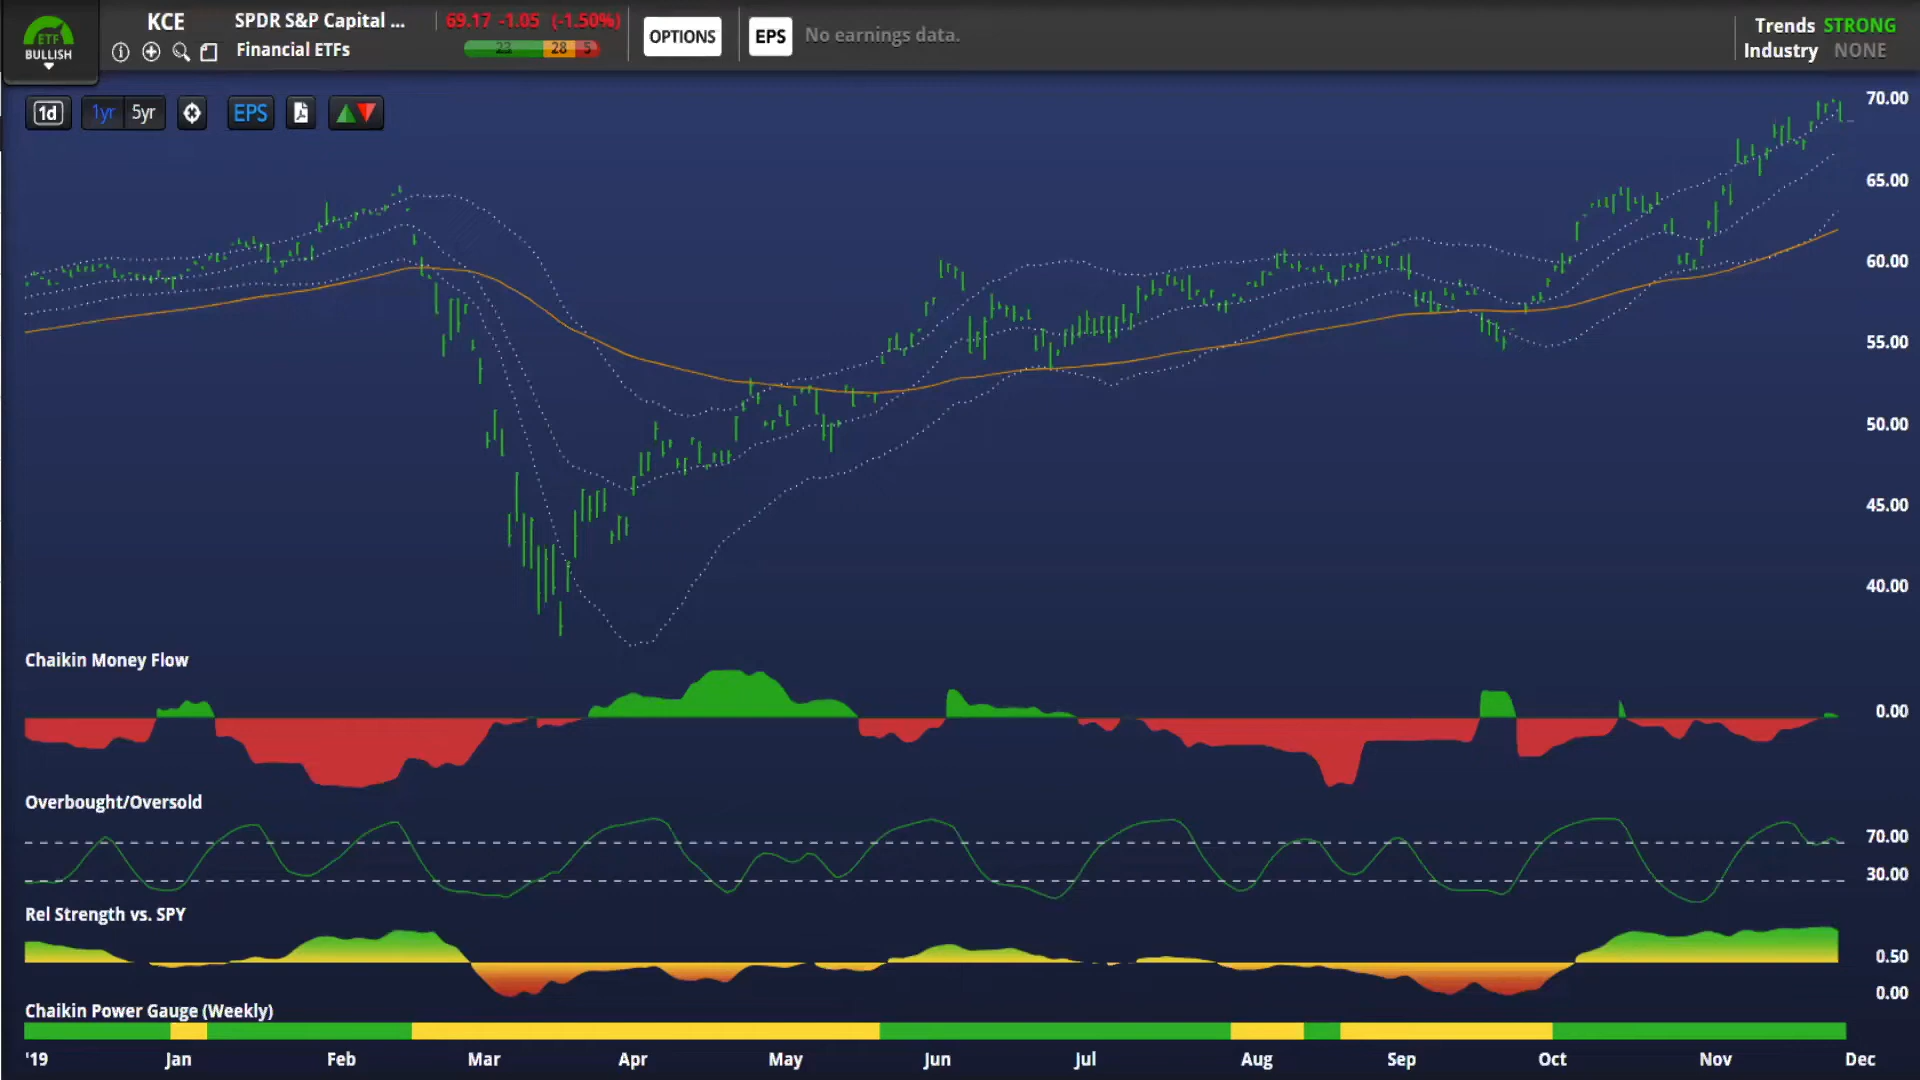 ETF
BULLISH
KCE
SPDR S&P Capital ...
Financial ETFs
69.17 -1.05 (-1.50%)
23 28 5
OPTIONS
EPS
No earnings data.
Trends STRONG
Industry NONE
1d
1yr 5yr
EPS
70.00
65.00
60.00
55.00
50.00
45.00
40.00
Chaikin Money Flow
0.00
Overbought/Oversold
70.00
30.00
Rel Strength vs. SPY
0.50
0.00
Chaikin Power Gauge (Weekly)
'19 Jan Feb Mar Apr May Jun Jul Aug Sep Oct Nov Dec